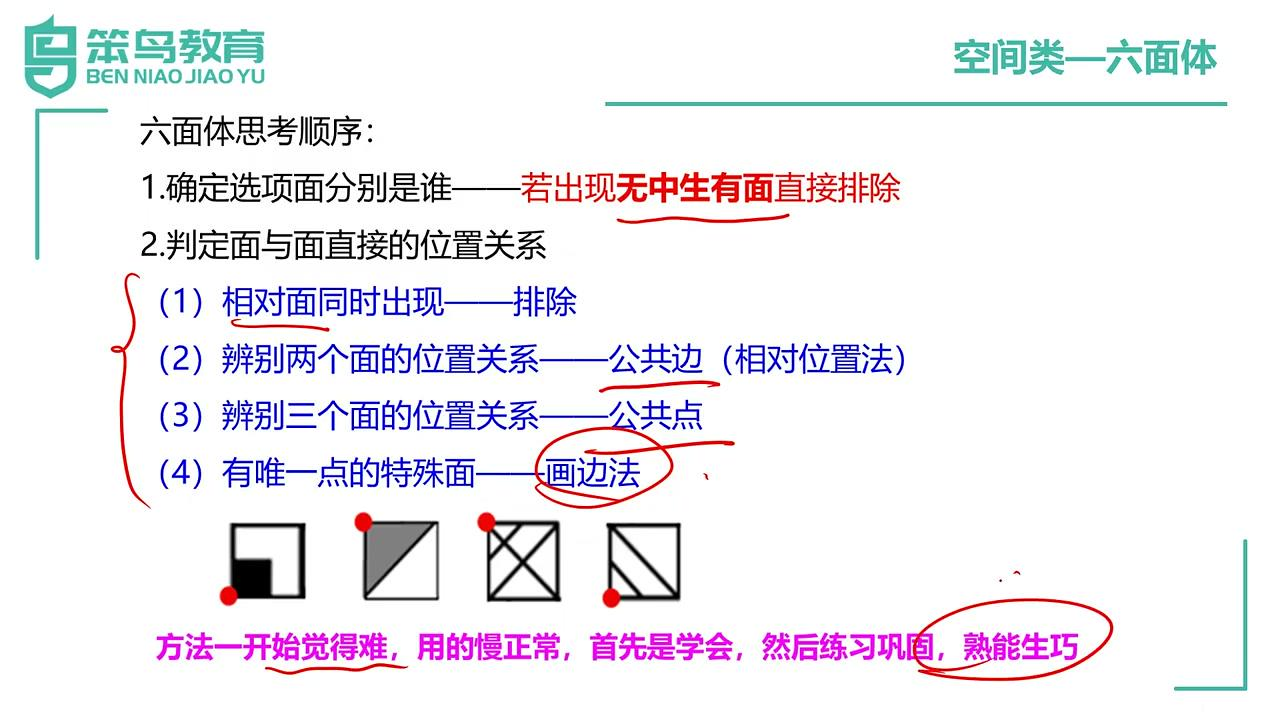 笨鸟教育
BEN NIAO JIAO YU
空间类—六面体
六面体思考顺序：
1.确定选项面分别是谁——若出现无中生有面直接排除
2.判定面与面直接的位置关系
（1）相对面同时出现——排除
（2）辨别两个面的位置关系——公共边（相对位置法）
（3）辨别三个面的位置关系——公共点
（4）有唯一点的特殊面——画边法
方法一开始觉得难，用的慢正常，首先是学会，然后练习巩固，熟能生巧